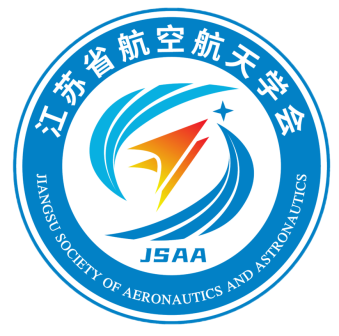 江苏省航空航天学会
JSAA
JIANGSU SOCIETY OF AERONAUTICS AND ASTRONAUTICS